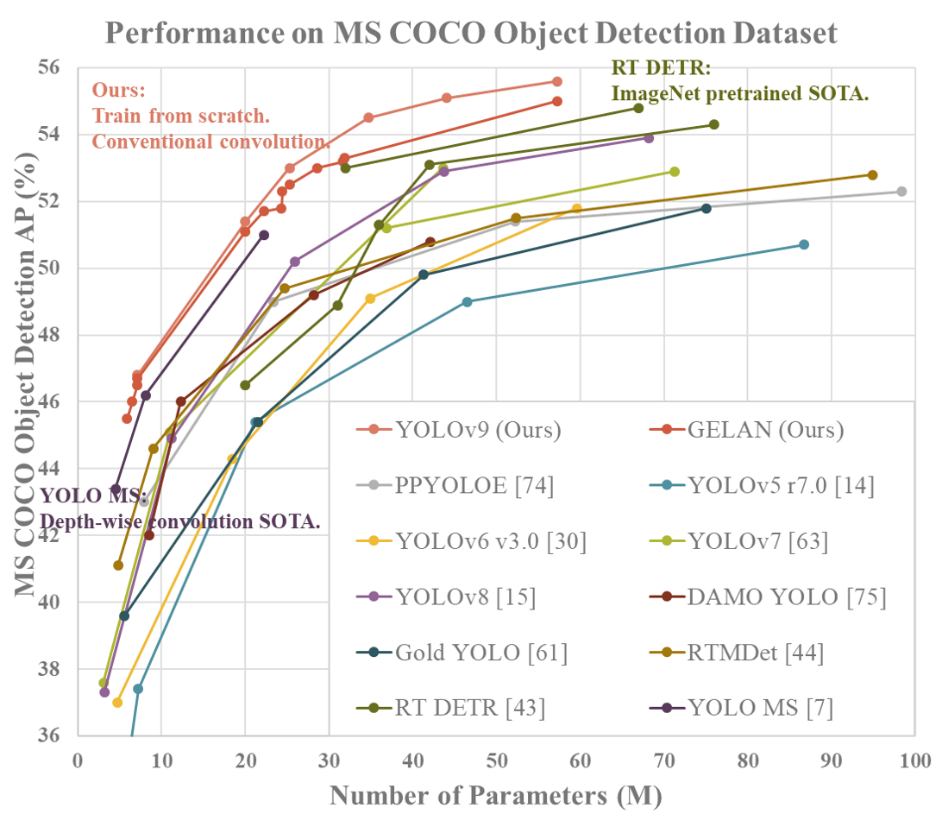 Performance on MS COCO Object Detection Dataset
MS COCO Object Detection AP (%)
56
54
52
50
48
46
44
42
40
38
36
Ours:
Train from scratch.
Conventional convolution.
RT DETR:
ImageNet pretrained SOTA.
YOLO MS:
Depth-wise convolution SOTA.
YOLOv9 (Ours)
GELAN (Ours)
PPYOLOE [74]
YOLOv5 r7.0 [14]
YOLOv6 v3.0 [30]
YOLOv7 [63]
YOLOv8 [15]
DAMO YOLO [75]
Gold YOLO [61]
RTMDet [44]
RT DETR [43]
YOLO MS [7]
0 10 20 30 40 50 60 70 80 90 100
Number of Parameters (M)